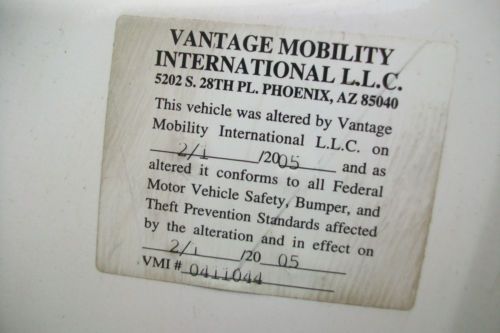 VANTAGE MOBILITY
INTERNATIONAL L.L.C.
5202 S. 28TH PL. PHOENIX, AZ 85040
This vehicle was altered by Vantage
Mobility International L.L.C. on
2/1 /2005 and as
altered it conforms to all Federal
Motor Vehicle Safety, Bumper, and
Theft Prevention Standards affected
by the alteration and in effect on
2/1 /20 05
VMI # 0411044